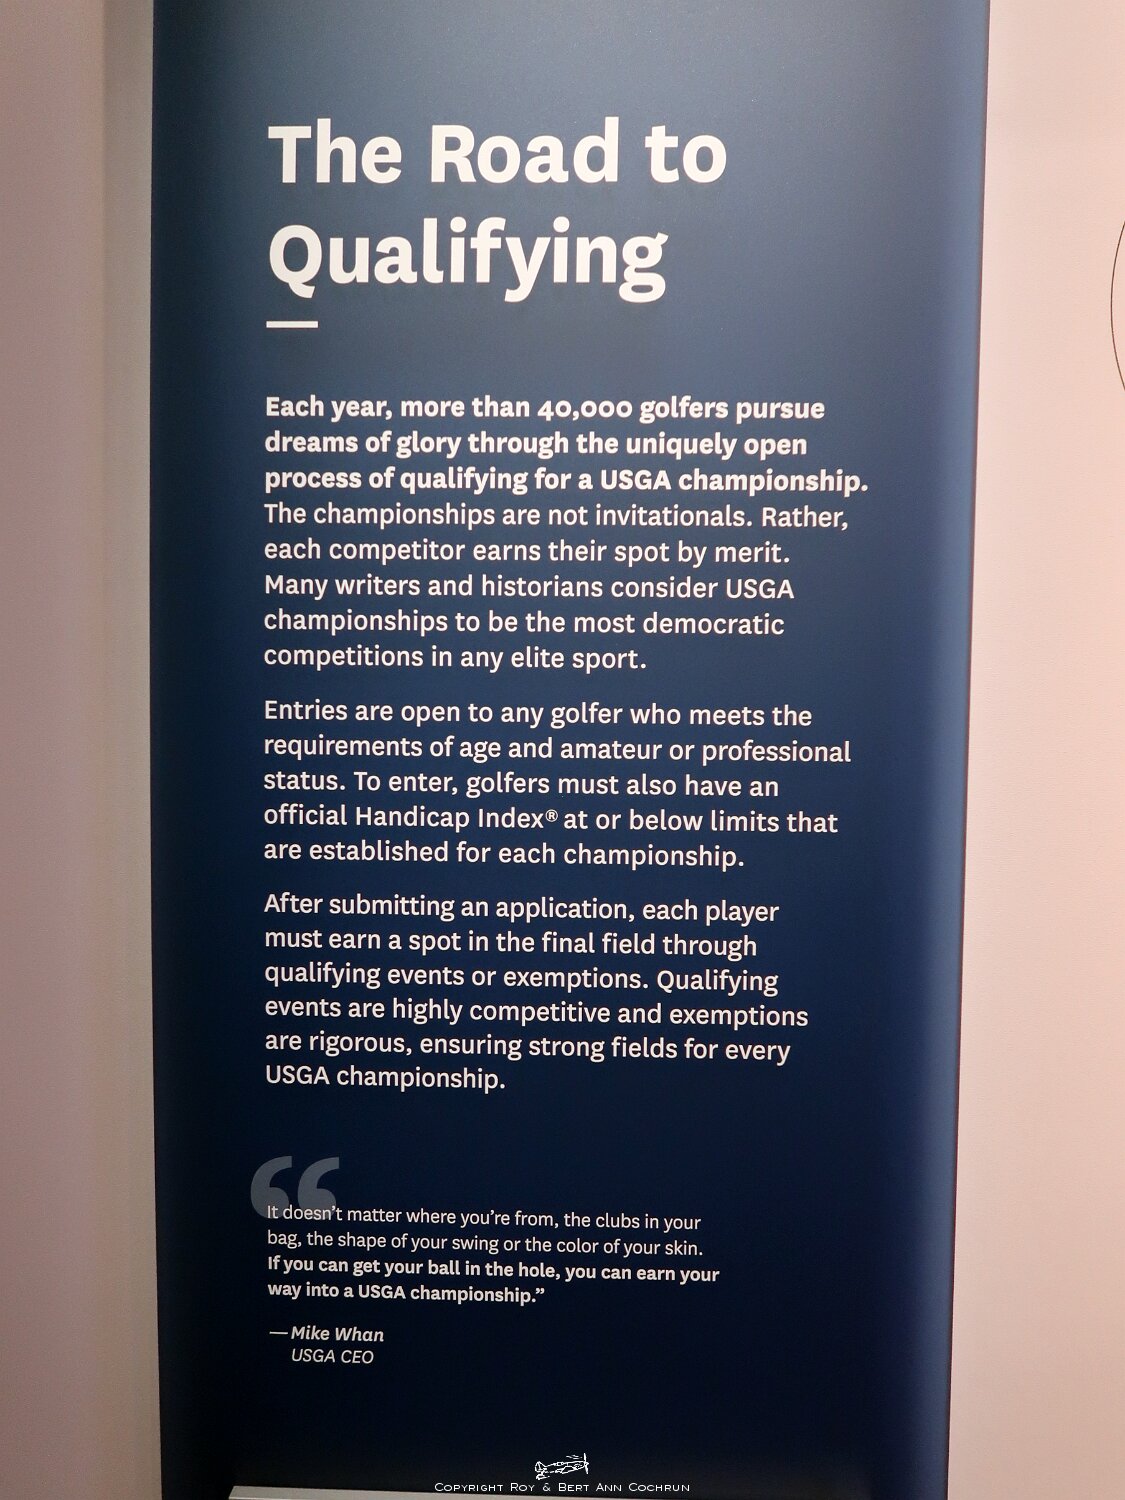 The Road to
Qualifying
Each year, more than 40,000 golfers pursue
dreams of glory through the uniquely open
process of qualifying for a USGA championship.
The championships are not invitationals. Rather,
each competitor earns their spot by merit.
Many writers and historians consider USGA
championships to be the most democratic
competitions in any elite sport.
Entries are open to any golfer who meets the
requirements of age and amateur or professional
status. To enter, golfers must also have an
official Handicap Index® at or below limits that
are established for each championship.
After submitting an application, each player
must earn a spot in the final field through
qualifying events or exemptions. Qualifying
events are highly competitive and exemptions
are rigorous, ensuring strong fields for every
USGA championship.
“It doesn’t matter where you’re from, the clubs in your
bag, the shape of your swing or the color of your skin.
If you can get your ball in the hole, you can earn your
way into a USGA championship.”
—Mike Whan
USGA CEO
Copyright Roy & Bert Ann Cochrun